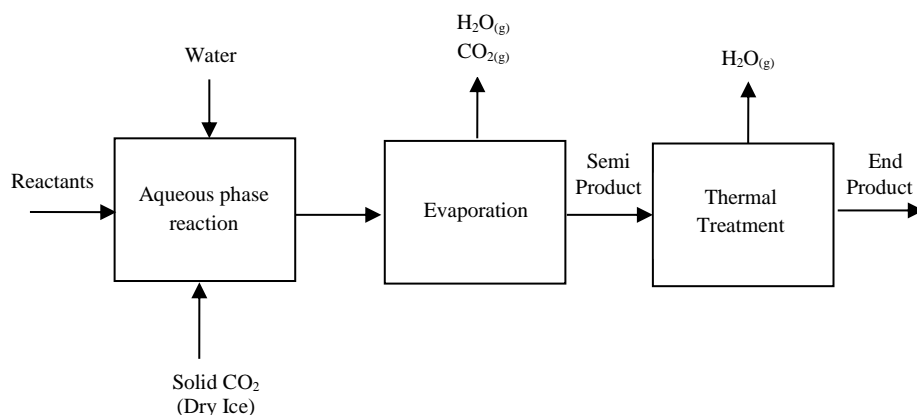 Water
H₂O(g)
CO₂(g)
H₂O(g)
Reactants
Aqueous phase
reaction
Evaporation
Semi
Product
Thermal
Treatment
End
Product
Solid CO₂
(Dry Ice)